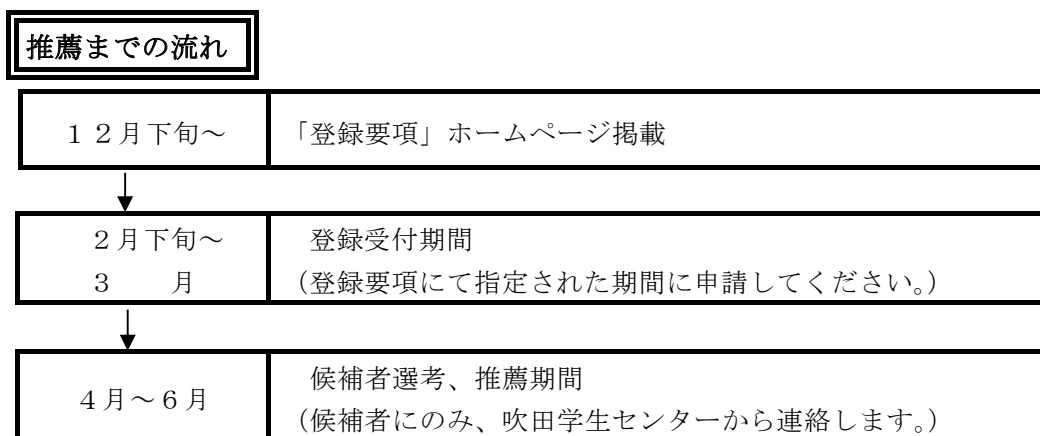 推薦までの流れ
１２月下旬～ 「登録要項」ホームページ掲載
２月下旬～ 登録受付期間
３　　月 （登録要項にて指定された期間に申請してください。）
４月～６月 候補者選考、推薦期間
（候補者にのみ、吹田学生センターから連絡します。）